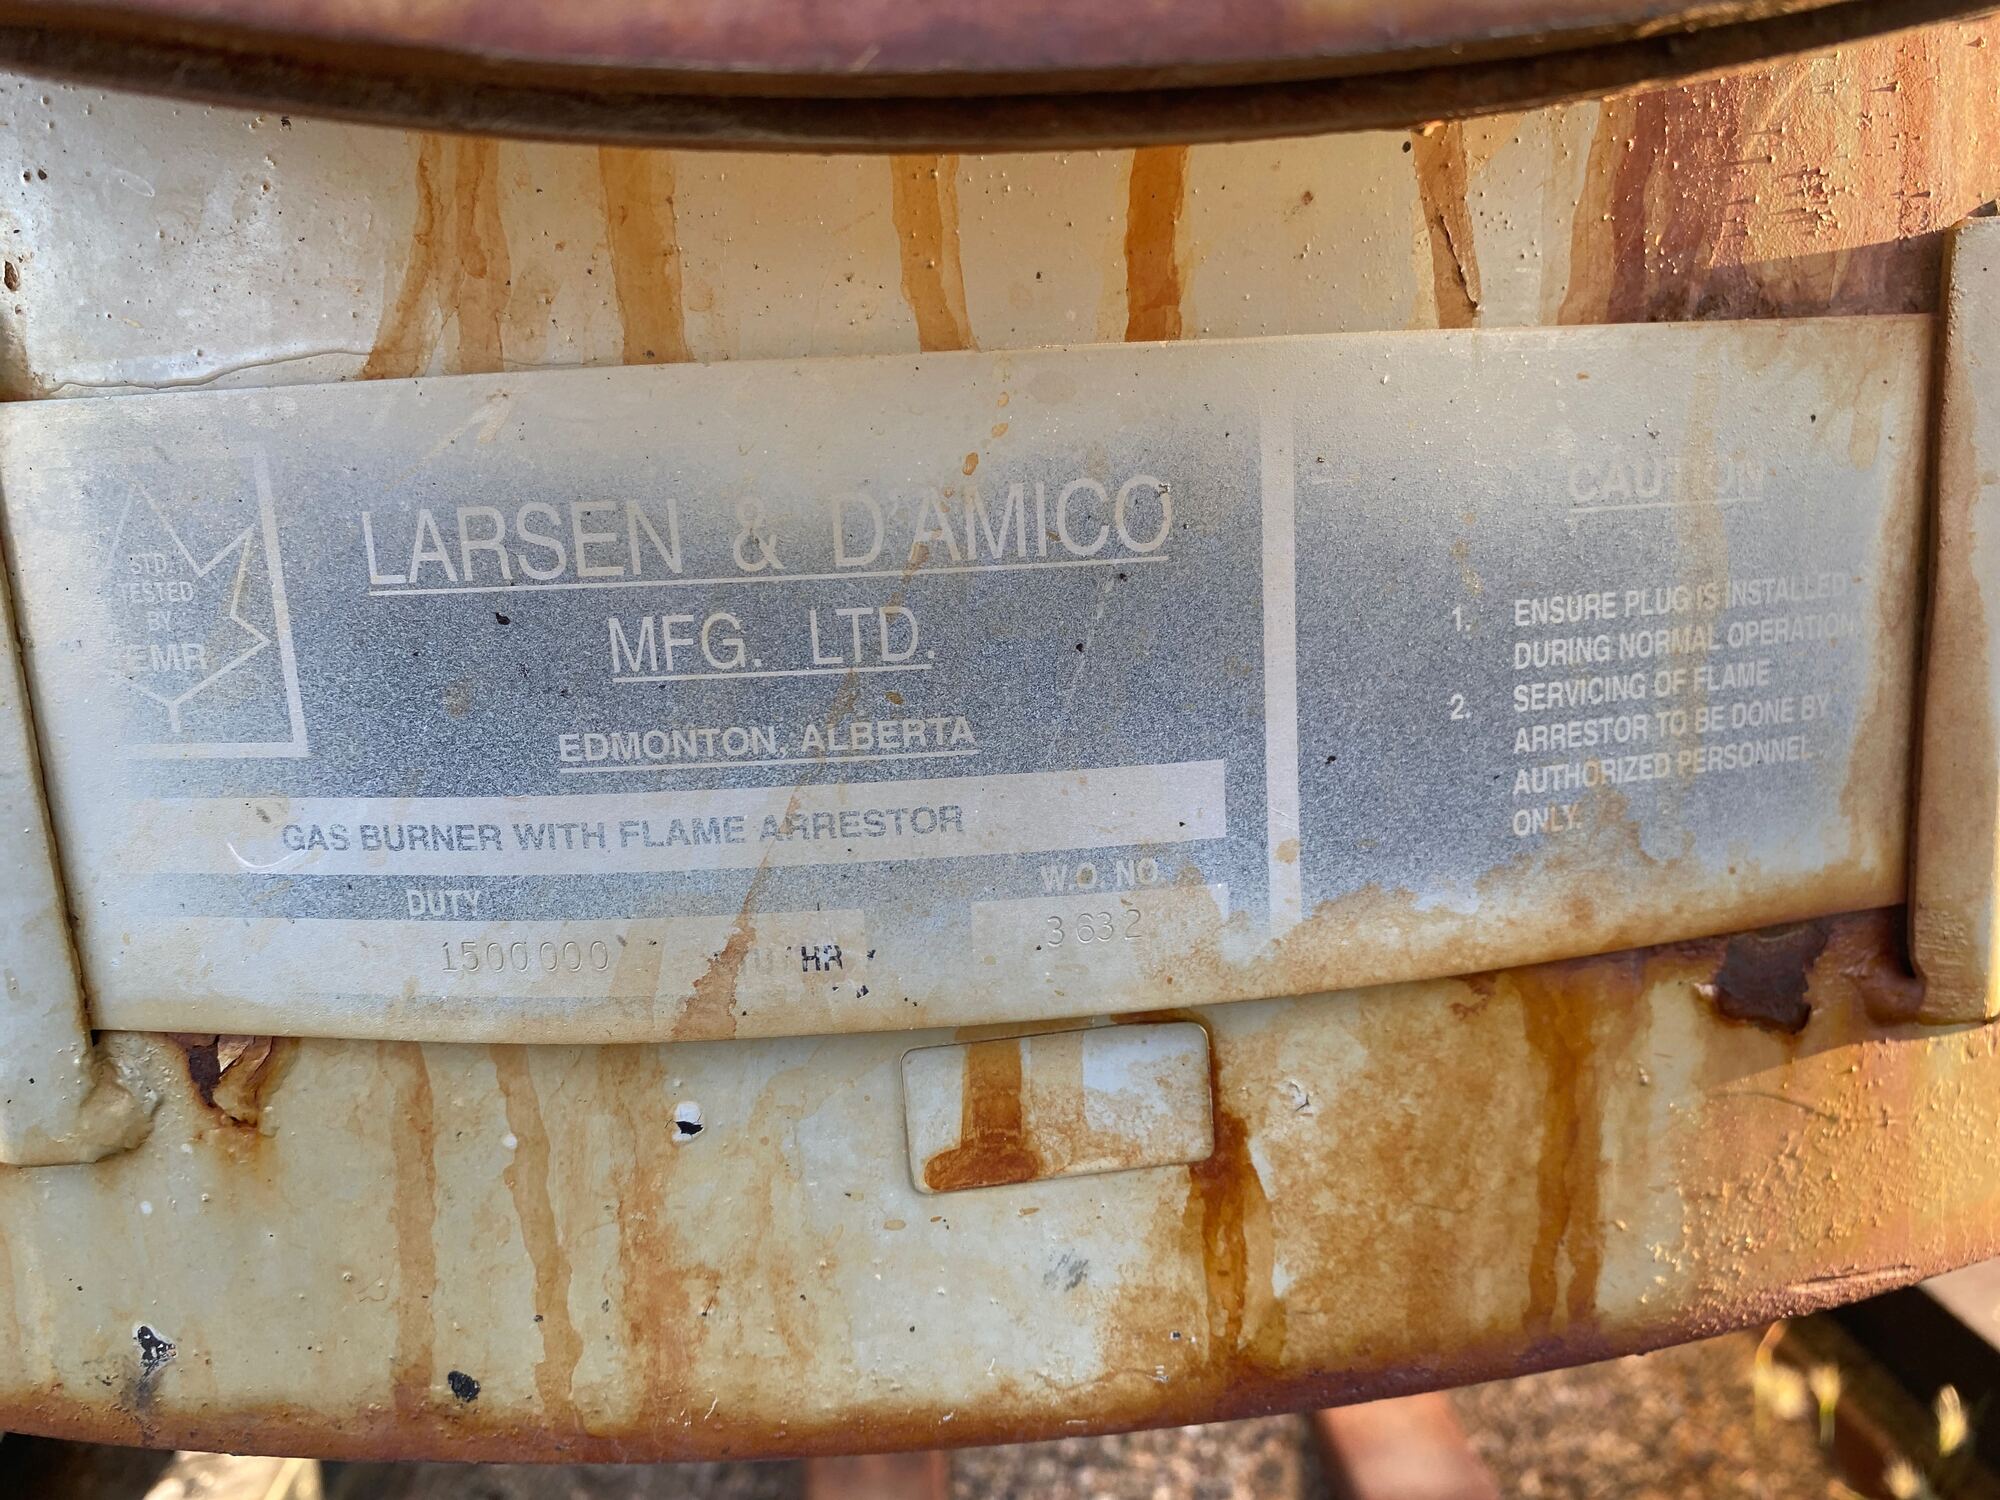 STD.
TESTED
BY
EMR
LARSEN & D'AMICO
MFG. LTD.
EDMONTON, ALBERTA
GAS BURNER WITH FLAME ARRESTOR
DUTY
W.O. NO.
1500000
HR
3632
CAUTION
1. ENSURE PLUG IS INSTALLED
DURING NORMAL OPERATION
2. SERVICING OF FLAME
ARRESTOR TO BE DONE BY
AUTHORIZED PERSONNEL
ONLY.